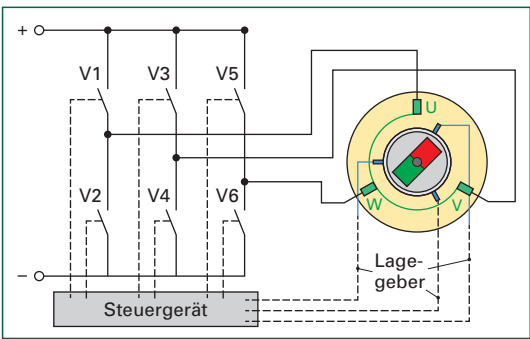 +
V1 V3 V5
U
V2 V4 V6
W V
−
Lage-
geber
Steuergerät